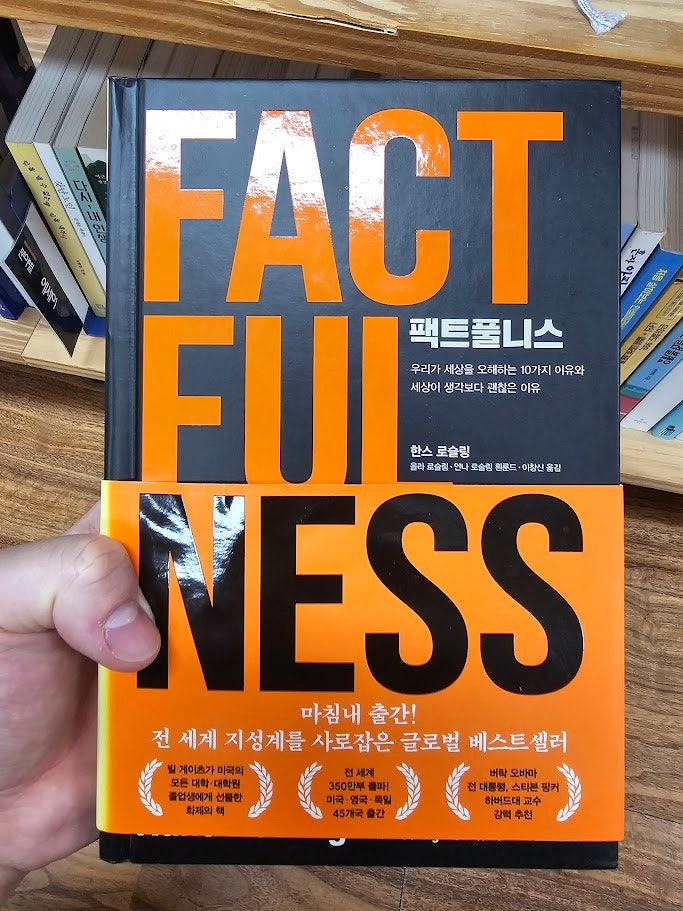 FACT
FUL
팩트풀니스
우리가 세상을 오해하는 10가지 이유와
세상이 생각보다 괜찮은 이유
한스 로슬링
올라 로슬링·안나 로슬링 뢴룬드·이창신 옮김
NESS
마침내 출간!
전 세계 지성계를 사로잡은 글로벌 베스트셀러
빌 게이츠가 미국의
모든 대학·대학원
졸업생에게 선물한
화제의 책
전 세계
350만부 돌파!
미국·영국·독일
45개국 출간
버락 오바마
전 대통령, 스티븐 핑커
하버드대 교수
강력 추천
다시, 내 인생